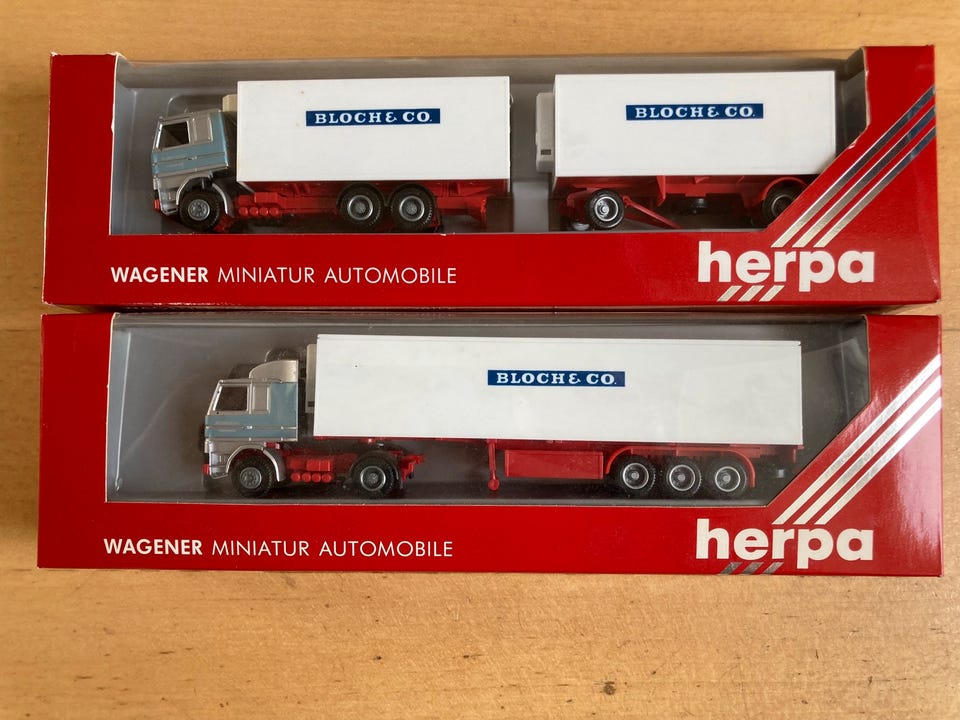 BLOCH & CO.
BLOCH & CO.
WAGENER MINIATUR AUTOMOBILE
herpa
BLOCH & CO.
WAGENER MINIATUR AUTOMOBILE
herpa